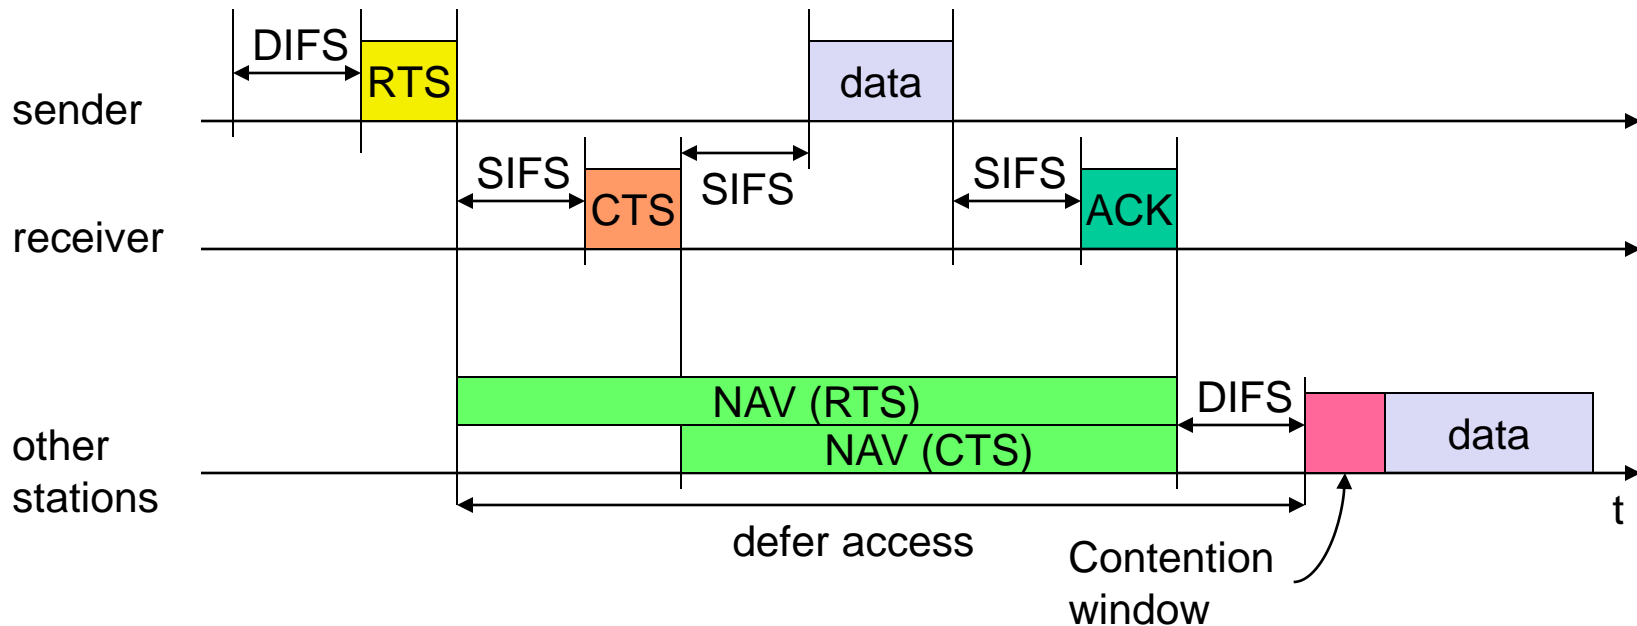 DIFS
RTS
data
sender
SIFS
CTS
SIFS
SIFS
ACK
receiver
NAV (RTS)
DIFS
NAV (CTS)
data
other
stations
t
defer access
Contention
window